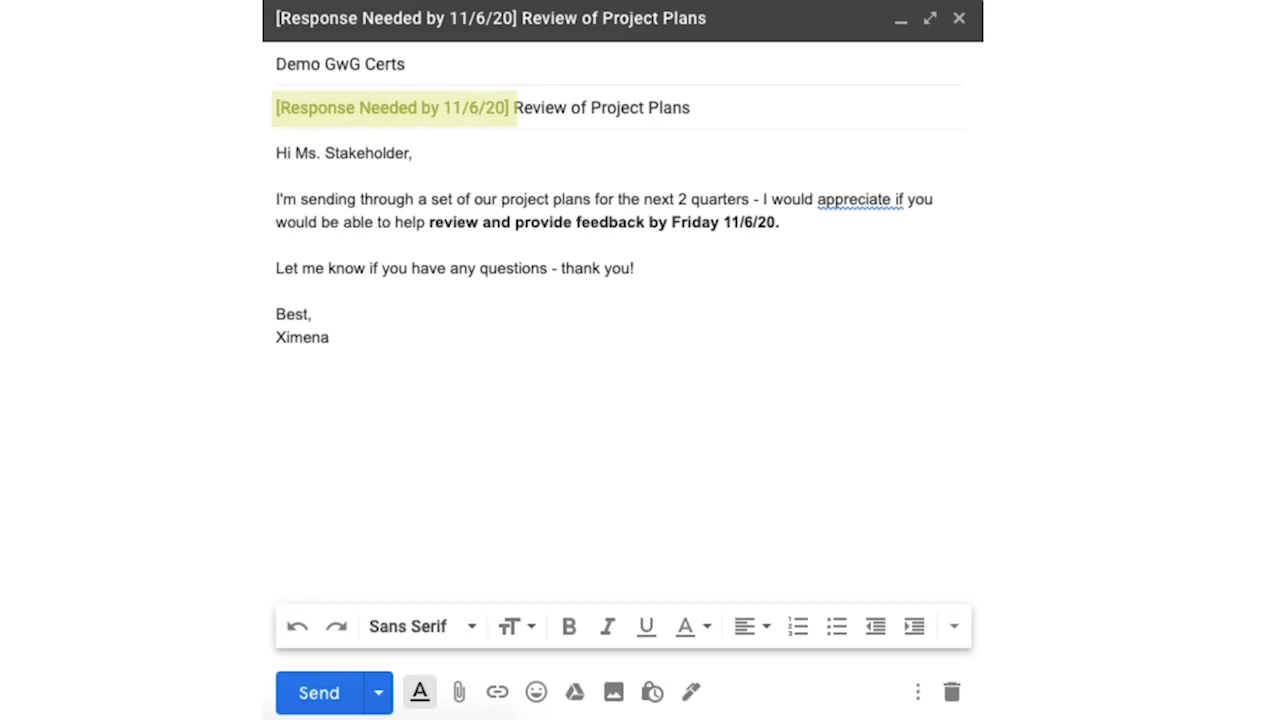 [Response Needed by 11/6/20] Review of Project Plans
Demo GwG Certs
[Response Needed by 11/6/20] Review of Project Plans
Hi Ms. Stakeholder,
I'm sending through a set of our project plans for the next 2 quarters - I would appreciate if you
would be able to help review and provide feedback by Friday 11/6/20.
Let me know if you have any questions - thank you!
Best,
Ximena
Sans Serif
Send